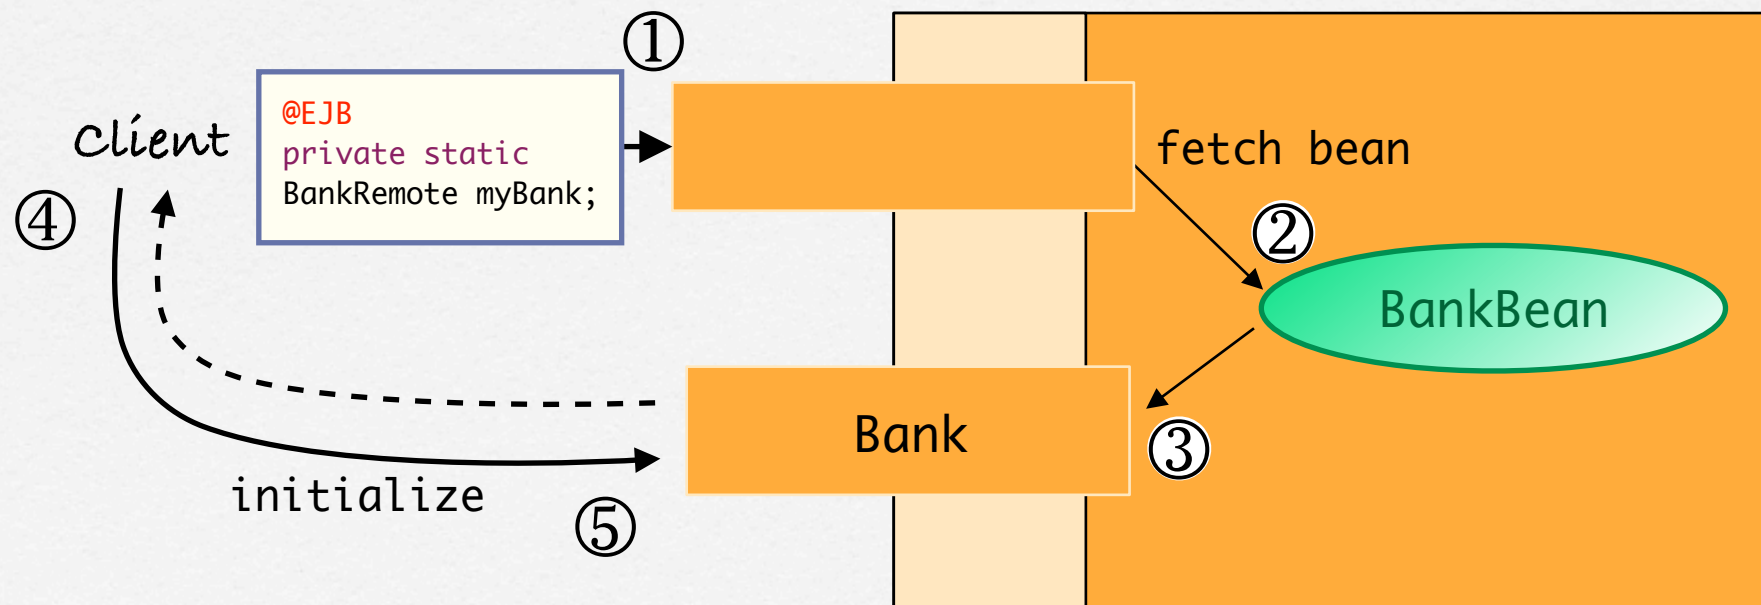 ①
@EJB
private static
BankRemote myBank;
Client
fetch bean
④
②
BankBean
Bank
③
initialize
⑤